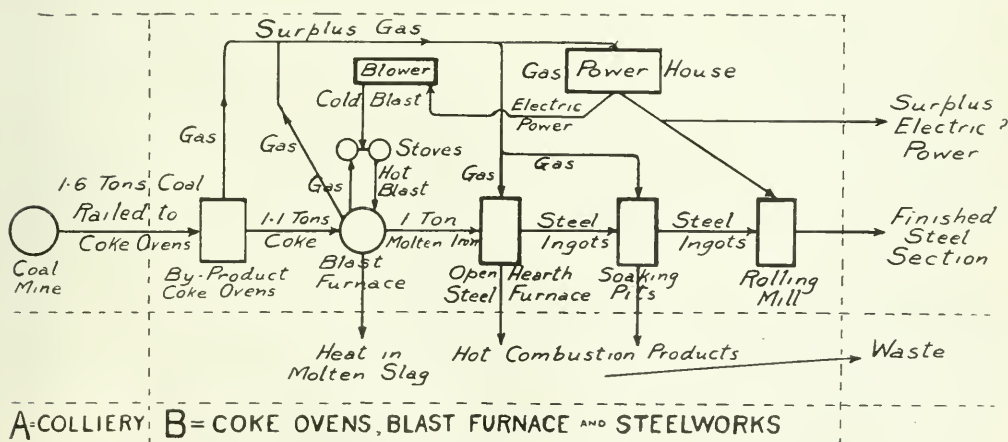 Surplus Gas
Blower
Gas Power House
Cold Blast
Electric
Power
Surplus
Electric ?
Power
Gas
Gas
Stoves
Gas
Hot
Blast
Gas
Gas
1.6 Tons Coal
Railed to
Coke Ovens
1.1 Tons
Coke
1 Ton
Molten Iron
Steel
Ingots
Steel
Ingots
Finished
Steel
Section
Coal
Mine
By-Product
Coke Ovens
Blast
Furnace
Open Hearth
Steel Furnace
Soaking
Pits
Rolling
Mill
Heat in
Molten Slag
Hot Combustion Products
Waste
A=COLLIERY B= COKE OVENS, BLAST FURNACE AND STEELWORKS